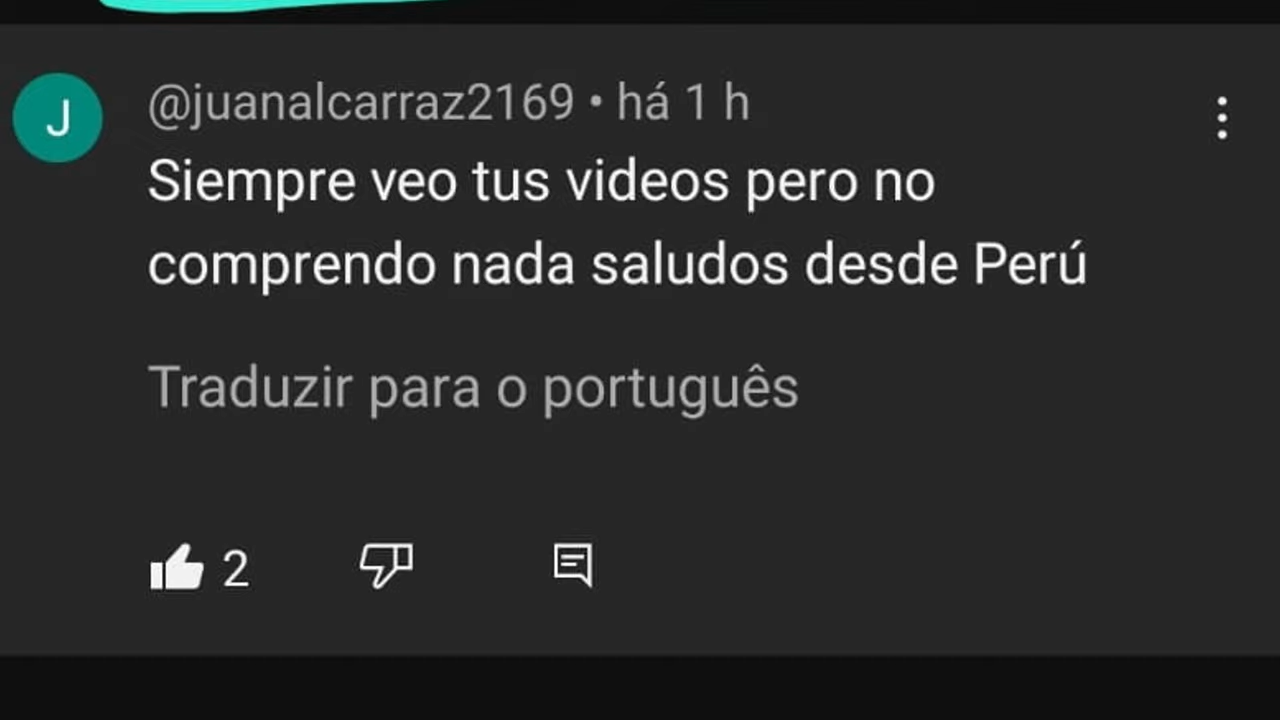 J
@juanalcarraz2169 • há 1 h
Siempre veo tus videos pero no
comprendo nada saludos desde Perú
Traduzir para o português
2